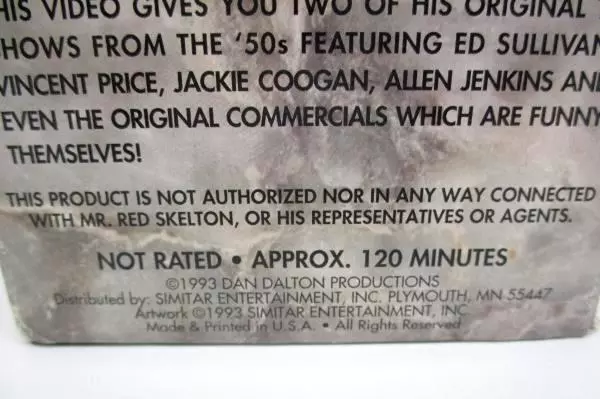 HIS VIDEO GIVES YOU TWO OF HIS ORIGINAL
HOWS FROM THE '50s FEATURING ED SULLIVAN
VINCENT PRICE, JACKIE COOGAN, ALLEN JENKINS AN
EVEN THE ORIGINAL COMMERCIALS WHICH ARE FUNNY
THEMSELVES!
THIS PRODUCT IS NOT AUTHORIZED NOR IN ANY WAY CONNECTED
WITH MR. RED SKELTON, OR HIS REPRESENTATIVES OR AGENTS.
NOT RATED • APPROX. 120 MINUTES
©1993 DAN DALTON PRODUCTIONS
Distributed by: SIMITAR ENTERTAINMENT, INC. PLYMOUTH, MN 55447
Artwork ©1993 SIMITAR ENTERTAINMENT, INC
Made & Printed in U.S.A. • All Rights Reserved